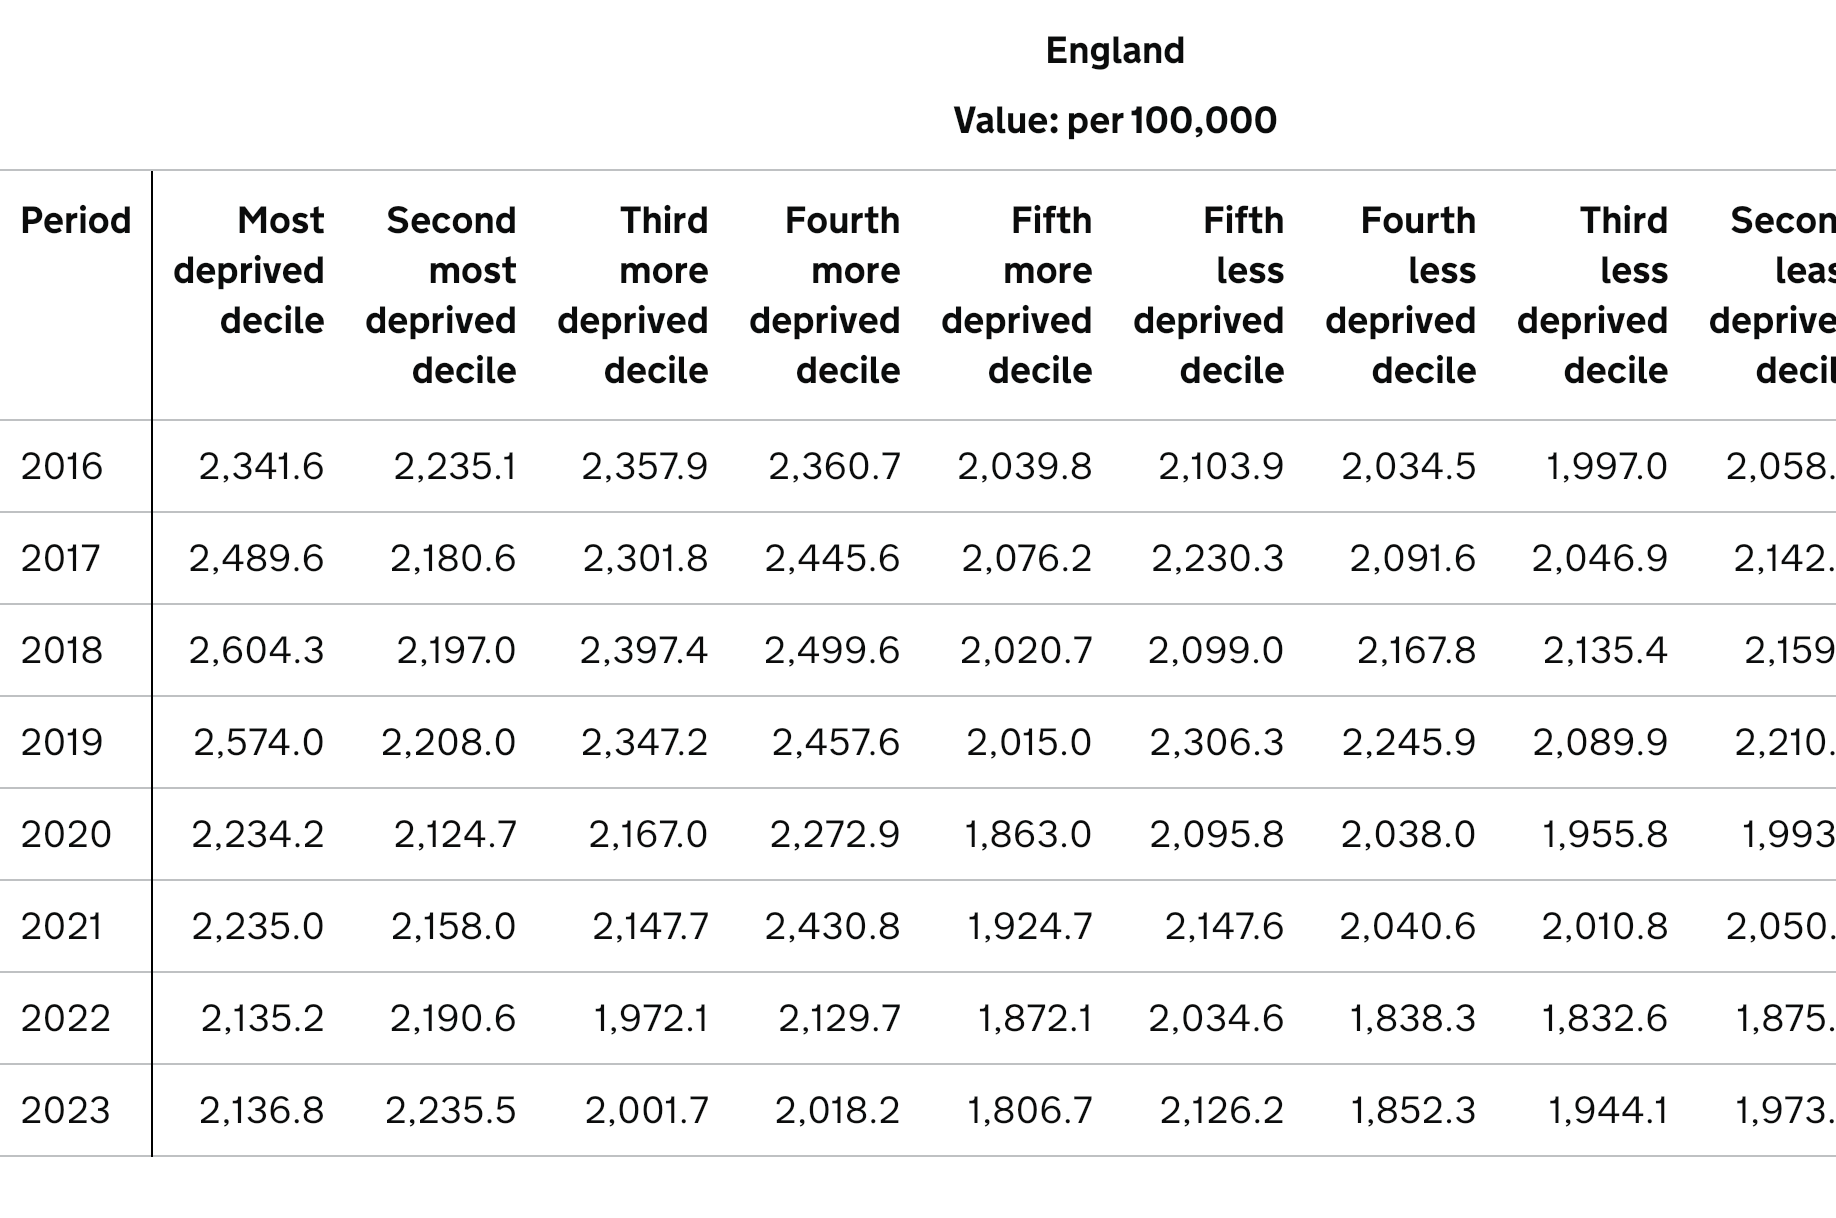 England
Value: per 100,000
Period Most Second Third Fourth Fifth Fifth Fourth Third
deprived most more more more less less less
decile deprived deprived deprived deprived deprived deprived deprived
decile decile decile decile decile decile decile
2016 2,341.6 2,235.1 2,357.9 2,360.7 2,039.8 2,103.9 2,034.5 1,997.0 2,058.
2017 2,489.6 2,180.6 2,301.8 2,445.6 2,076.2 2,230.3 2,091.6 2,046.9 2,142.
2018 2,604.3 2,197.0 2,397.4 2,499.6 2,020.7 2,099.0 2,167.8 2,135.4 2,159
2019 2,574.0 2,208.0 2,347.2 2,457.6 2,015.0 2,306.3 2,245.9 2,089.9 2,210.
2020 2,234.2 2,124.7 2,167.0 2,272.9 1,863.0 2,095.8 2,038.0 1,955.8 1,993
2021 2,235.0 2,158.0 2,147.7 2,430.8 1,924.7 2,147.6 2,040.6 2,010.8 2,050.
2022 2,135.2 2,190.6 1,972.1 2,129.7 1,872.1 2,034.6 1,838.3 1,832.6 1,875.
2023 2,136.8 2,235.5 2,001.7 2,018.2 1,806.7 2,126.2 1,852.3 1,944.1 1,973.